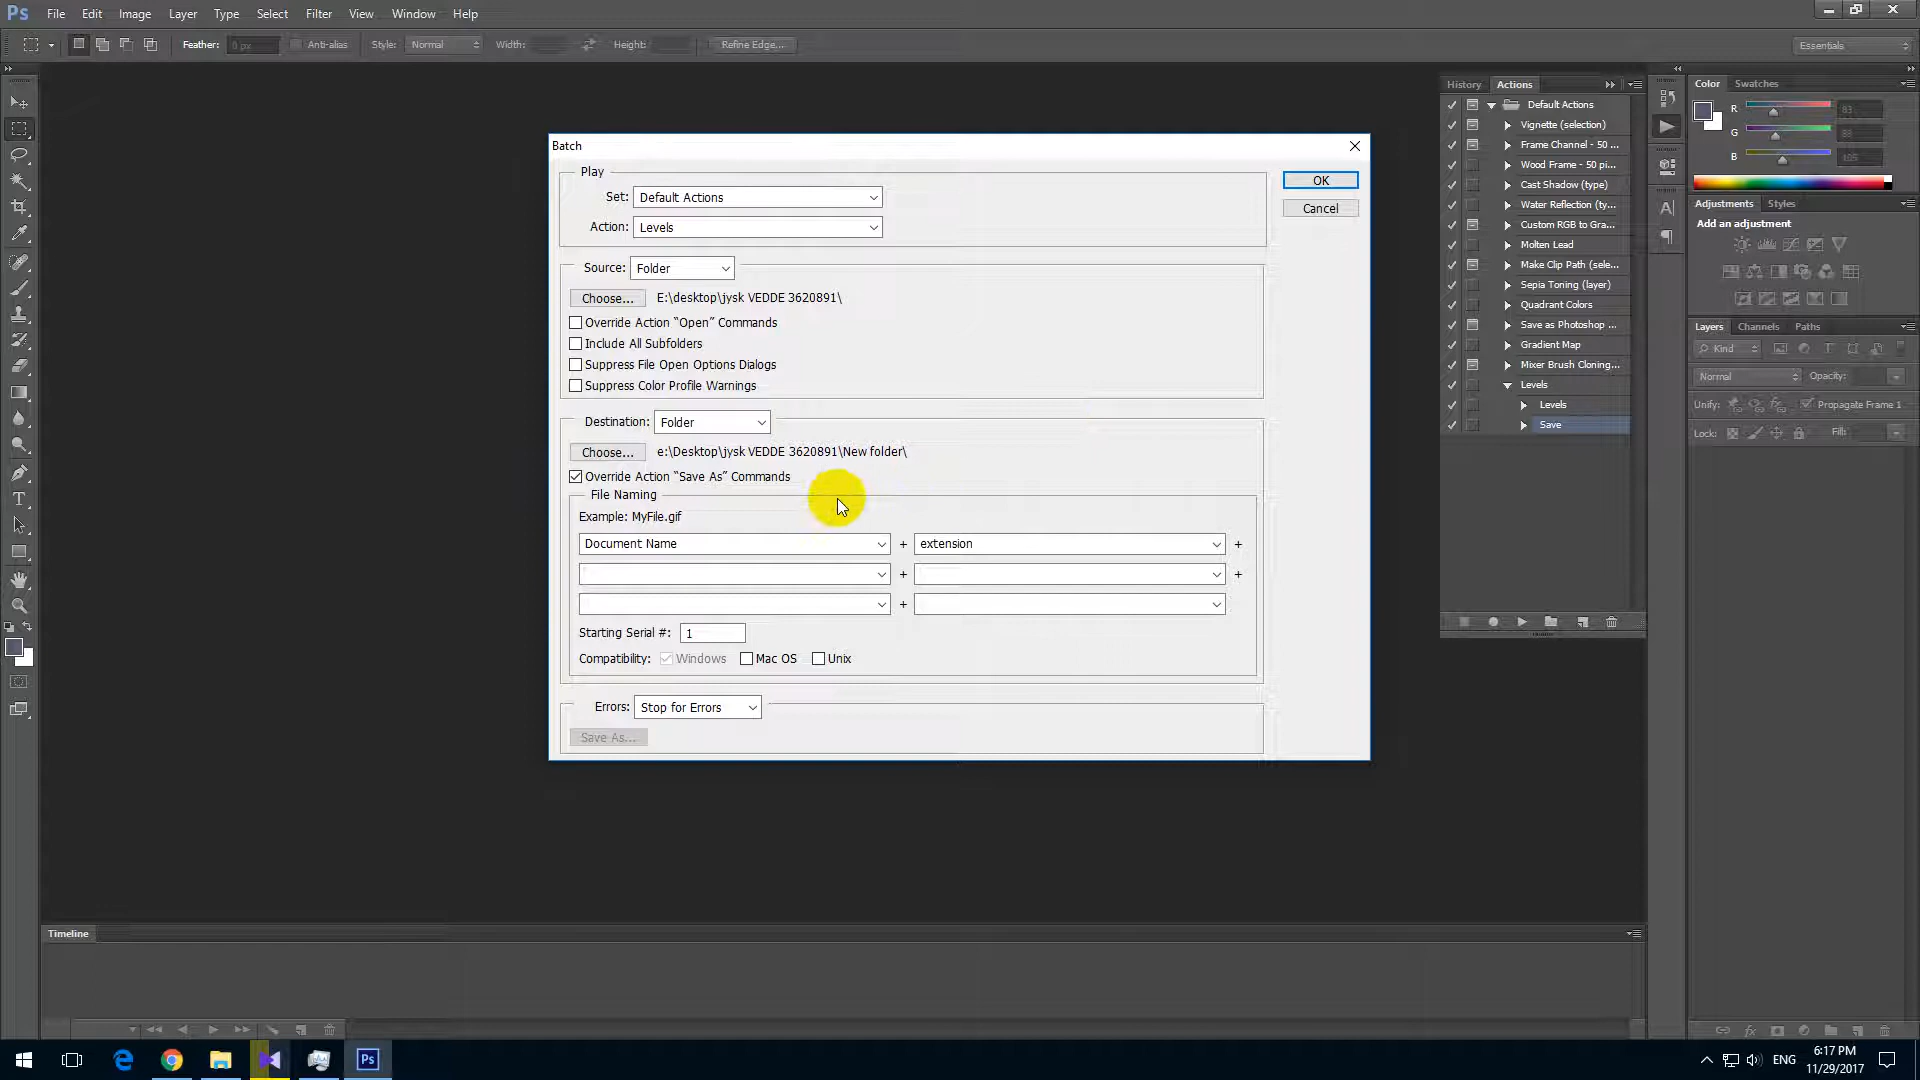 Ps File Edit Image Layer Type Select Filter View Window Help
Feather: 0 px Anti-alias Style: Normal Width: Height: Refine Edge... Essentials
History Actions
Default Actions
Vignette (selection)
Frame Channel - 50 ...
Wood Frame - 50 pi...
Cast Shadow (type)
Water Reflection (ty...
Custom RGB to Gra...
Molten Lead
Make Clip Path (sele...
Sepia Toning (layer)
Quadrant Colors
Save as Photoshop ...
Gradient Map
Mixer Brush Cloning...
Levels
Levels
Save
Color Swatches
R 83
G
B
Adjustments Styles
Add an adjustment
Layers Channels Paths
Kind
Normal Opacity:
Unify: Propagate Frame 1
Lock: Fill:
Batch
Play
Set: Default Actions
Action: Levels
OK
Cancel
Source: Folder
Choose... E:\desktop\jysk VEDDE 3620891\
Override Action “Open” Commands
Include All Subfolders
Suppress File Open Options Dialogs
Suppress Color Profile Warnings
Destination: Folder
Choose... e:\Desktop\jysk VEDDE 3620891\New folder\
Override Action “Save As” Commands
File Naming
Example: MyFile.gif
Document Name + extension +
+ +
+
Starting Serial #: 1
Compatibility: Windows Mac OS Unix
Errors: Stop for Errors
Save As...
Timeline
Ps
ENG
6:17 PM
11/29/2017